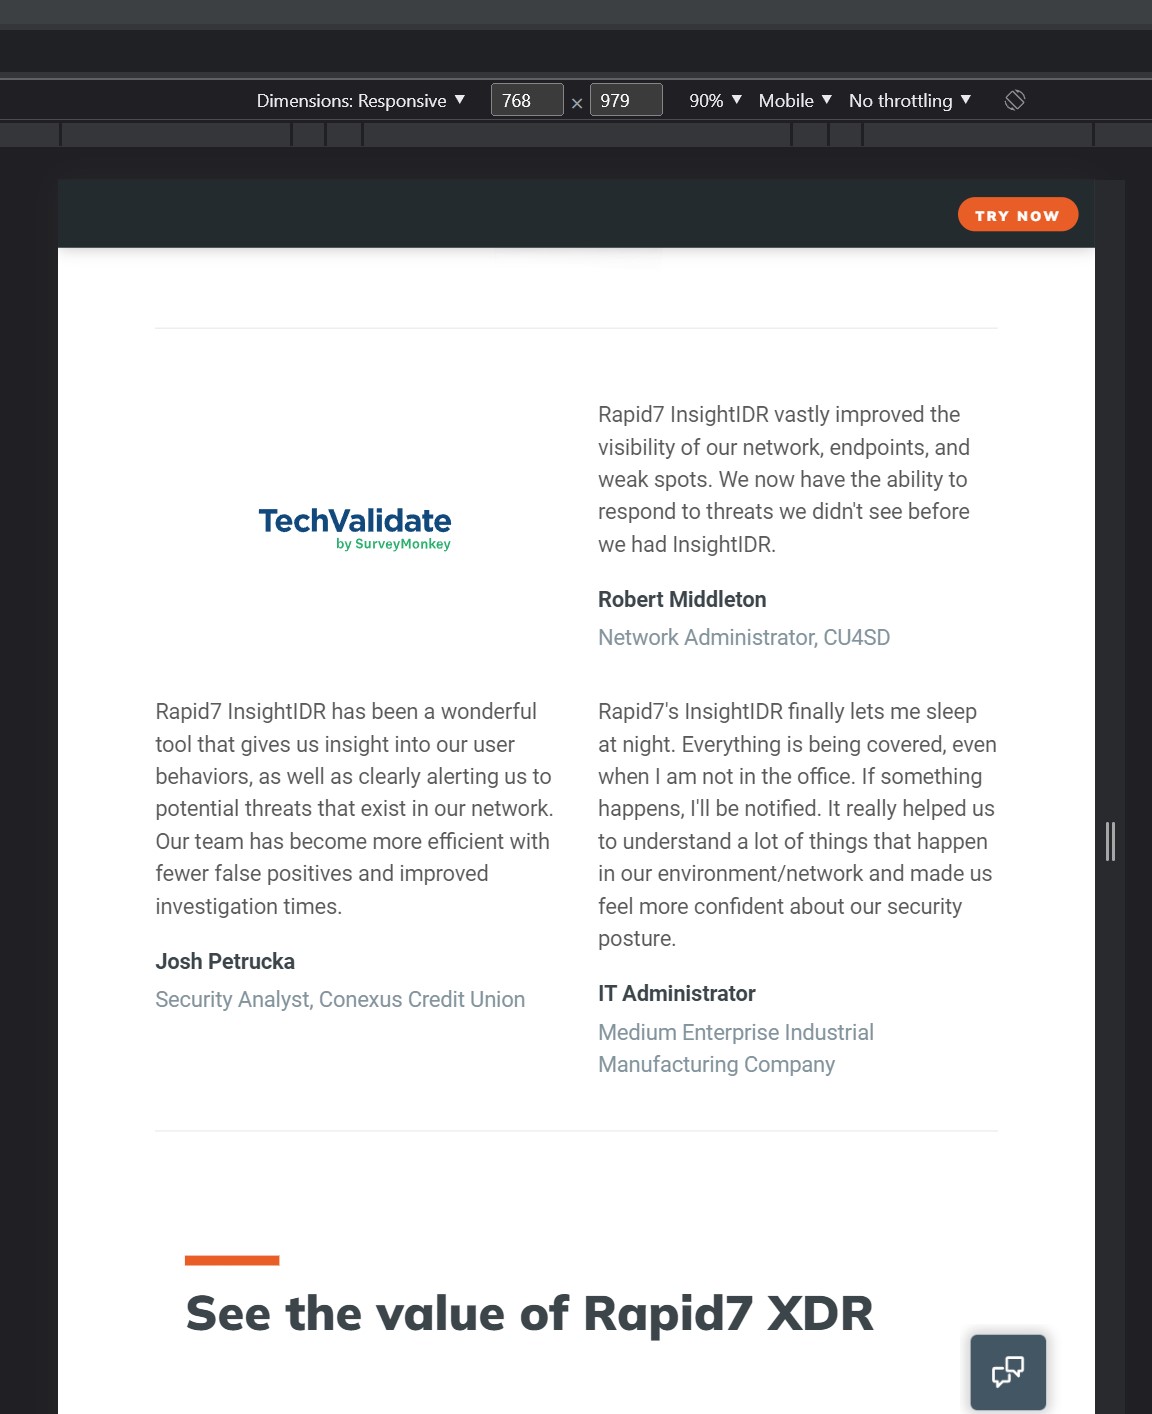 Dimensions: Responsive ▼ 768 × 979 90% ▼ Mobile ▼ No throttling ▼
TRY NOW
TechValidate
by SurveyMonkey
Rapid7 InsightIDR vastly improved the
visibility of our network, endpoints, and
weak spots. We now have the ability to
respond to threats we didn't see before
we had InsightIDR.
Robert Middleton
Network Administrator, CU4SD
Rapid7 InsightIDR has been a wonderful
tool that gives us insight into our user
behaviors, as well as clearly alerting us to
potential threats that exist in our network.
Our team has become more efficient with
fewer false positives and improved
investigation times.
Josh Petrucka
Security Analyst, Conexus Credit Union
Rapid7's InsightIDR finally lets me sleep
at night. Everything is being covered, even
when I am not in the office. If something
happens, I'll be notified. It really helped us
to understand a lot of things that happen
in our environment/network and made us
feel more confident about our security
posture.
IT Administrator
Medium Enterprise Industrial
Manufacturing Company
See the value of Rapid7 XDR